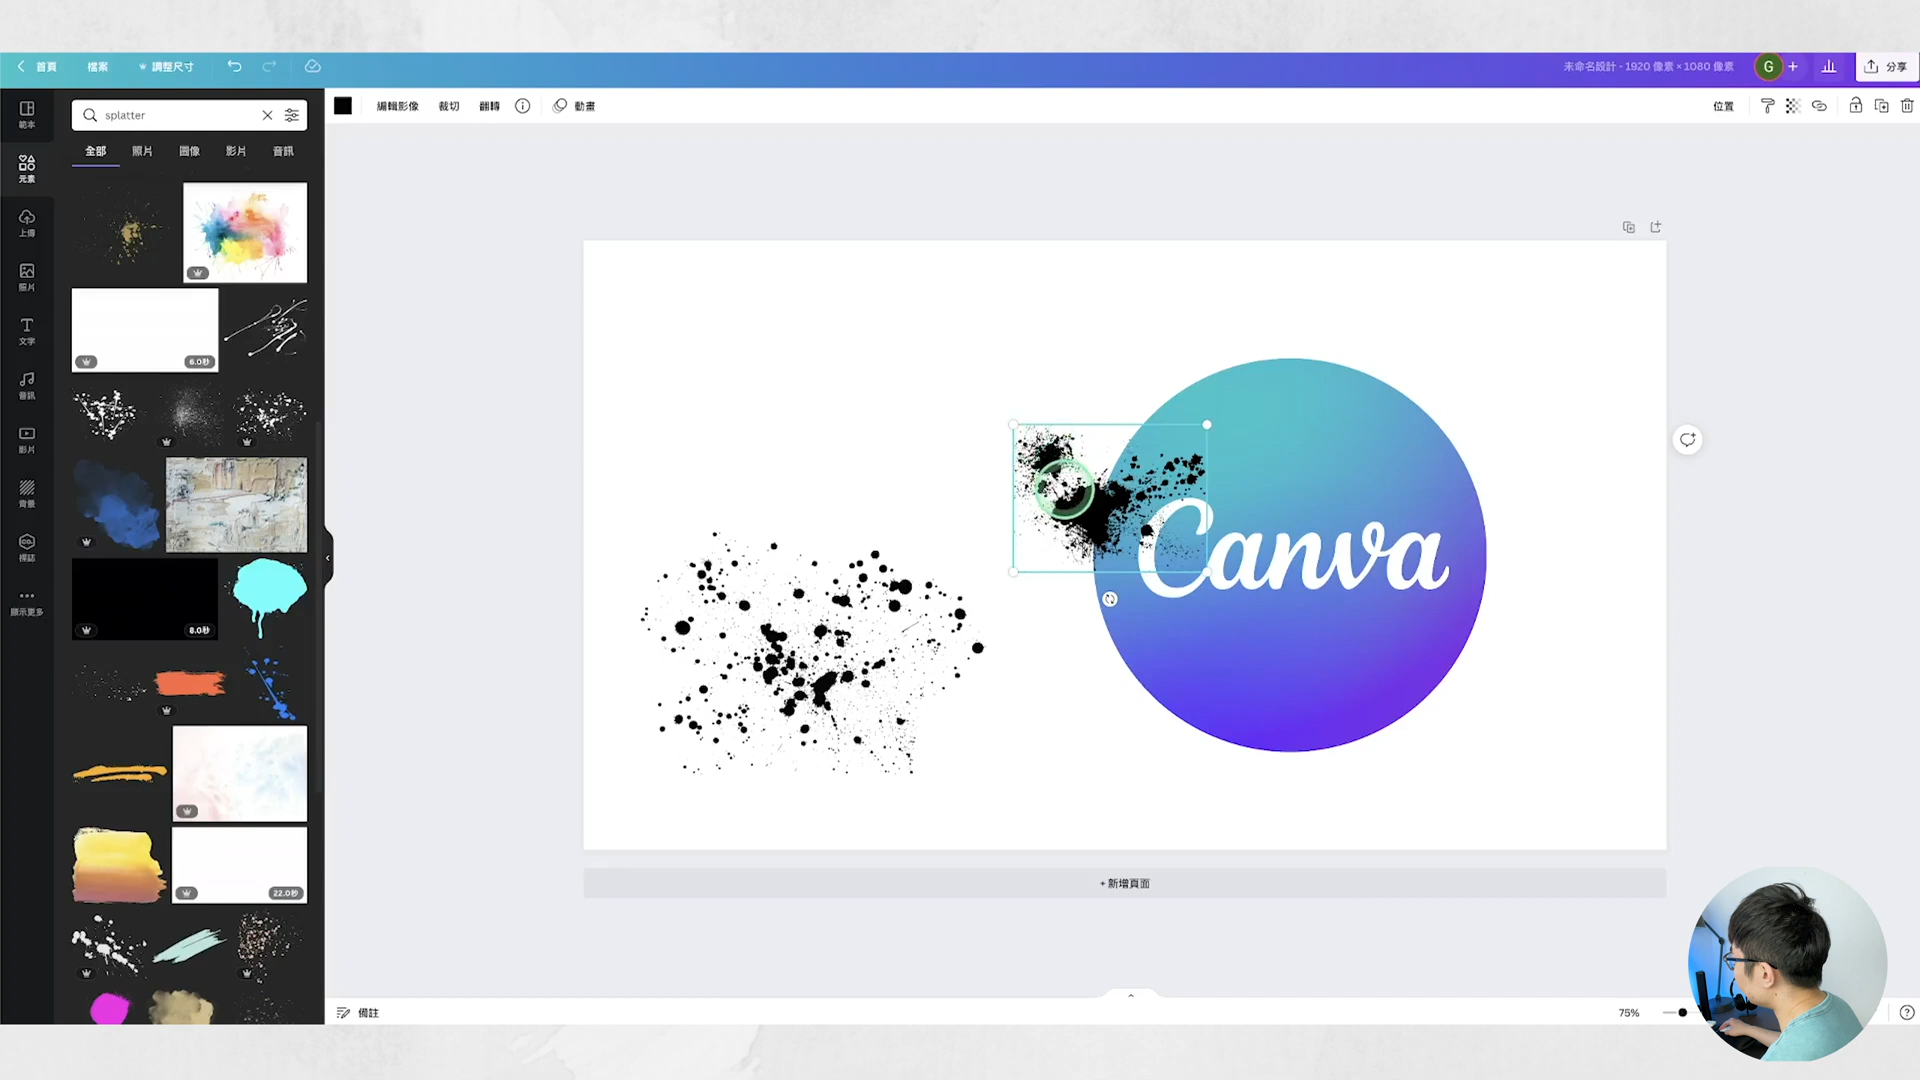 首頁
檔案
調整尺寸
未命名設計 - 1920 像素 × 1080 像素
G
分享
splatter
編輯影像
裁切
翻轉
動畫
位置
全部
照片
圖像
影片
音訊
範本
元素
上傳
照片
文字
音訊
影片
背景
標誌
顯示更多
6.0秒
8.0秒
22.0秒
Canva
+ 新增頁面
備註
75%